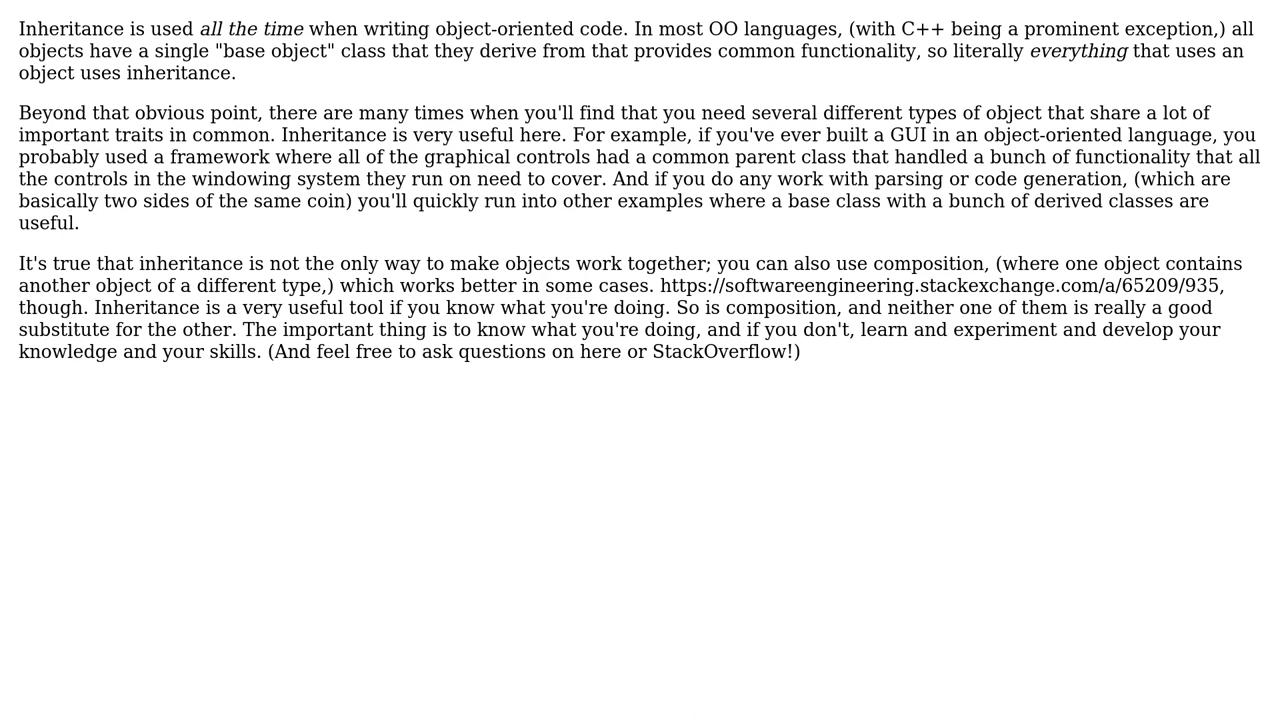 Inheritance is used all the time when writing object-oriented code. In most OO languages, (with C++ being a prominent exception,) all
objects have a single "base object" class that they derive from that provides common functionality, so literally everything that uses an
object uses inheritance.
Beyond that obvious point, there are many times when you'll find that you need several different types of object that share a lot of
important traits in common. Inheritance is very useful here. For example, if you've ever built a GUI in an object-oriented language, you
probably used a framework where all of the graphical controls had a common parent class that handled a bunch of functionality that all
the controls in the windowing system they run on need to cover. And if you do any work with parsing or code generation, (which are
basically two sides of the same coin) you'll quickly run into other examples where a base class with a bunch of derived classes are
useful.
It's true that inheritance is not the only way to make objects work together; you can also use composition, (where one object contains
another object of a different type,) which works better in some cases. https://softwareengineering.stackexchange.com/a/65209/935,
though. Inheritance is a very useful tool if you know what you're doing. So is composition, and neither one of them is really a good
substitute for the other. The important thing is to know what you're doing, and if you don't, learn and experiment and develop your
knowledge and your skills. (And feel free to ask questions on here or StackOverflow!)